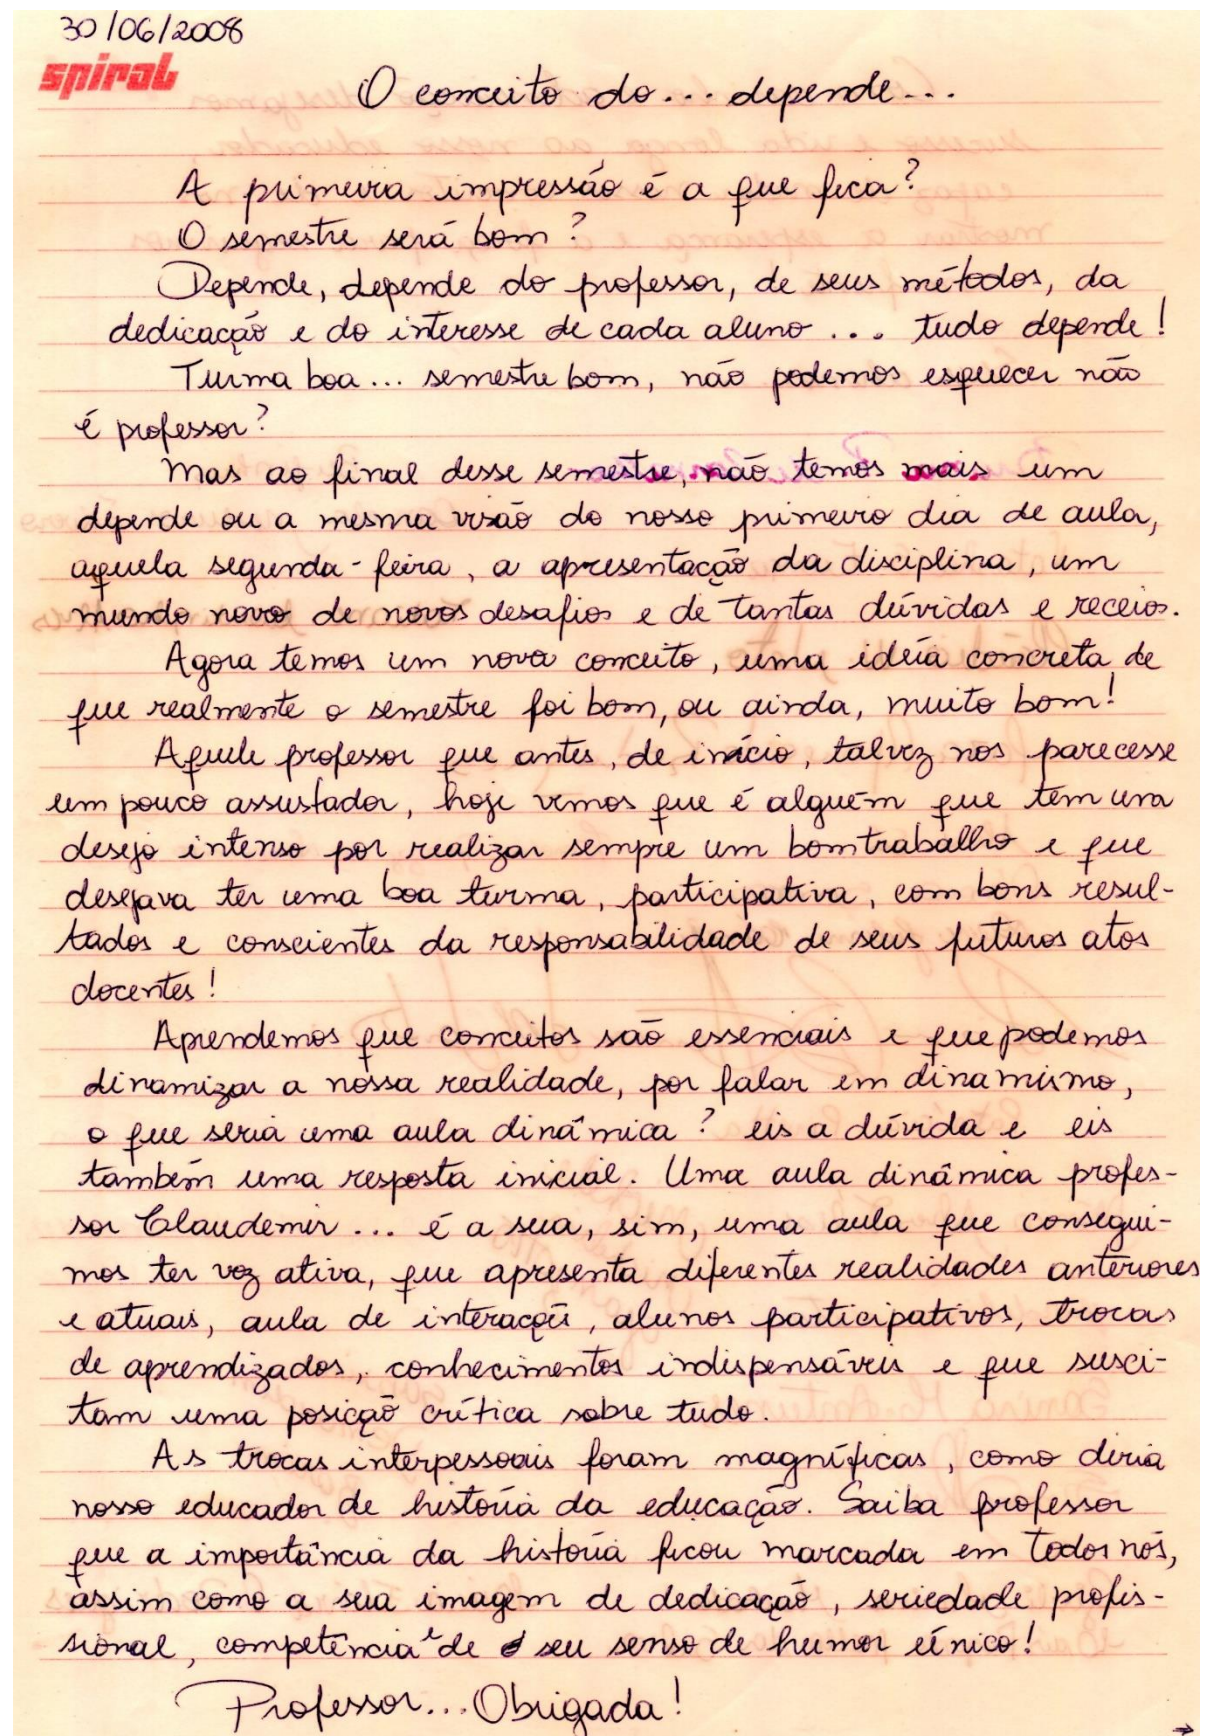 30/06/2008
spiral
O conceito do... depende...
A primeira impressão é a que fica?
O semestre será bom?
Depende, depende do professor, de seus métodos, da
dedicação e do interesse de cada aluno... tudo depende!
Turma boa... semestre bom, não podemos esquecer não
é professor?
Mas ao final desse semestre, não temos mais um
depende ou a mesma visão do nosso primeiro dia de aula,
aquela segunda-feira, a apresentação da disciplina, um
mundo novo de novos desafios e de tantas dúvidas e receios.
Agora temos um novo conceito, uma idéia concreta de
que realmente o semestre foi bom, ou ainda, muito bom!
Aquele professor que antes, de início, talvez nos parecesse
um pouco assustador, hoje vemos que é alguém que tem um
desejo intenso por realizar sempre um bom trabalho e que
desejava ter uma boa turma, participativa, com bons resul-
tados e conscientes da responsabilidade de seus futuros atos
docentes!
Aprendemos que conceitos são essenciais e que podemos
dinamizar a nossa realidade, por falar em dinamismo,
o que seria uma aula dinâmica? eis a dúvida e eis
também uma resposta inicial. Uma aula dinâmica profes-
sor Claudemir... é a sua, sim, uma aula que consegui-
mos ter voz ativa, que apresenta diferentes realidades anteriores
e atuais, aula de interação, alunos participativos, trocas
de aprendizados, conhecimentos indispensáveis e que susci-
tam uma posição crítica sobre tudo.
As trocas interpessoais foram magníficas, como diria
nosso educador de história da educação. Saiba professor
que a importância da história ficou marcada em todos nós,
assim como a sua imagem de dedicação, seriedade profis-
sional, competência e de seu senso de humor único!
Professor... Obrigada!
→